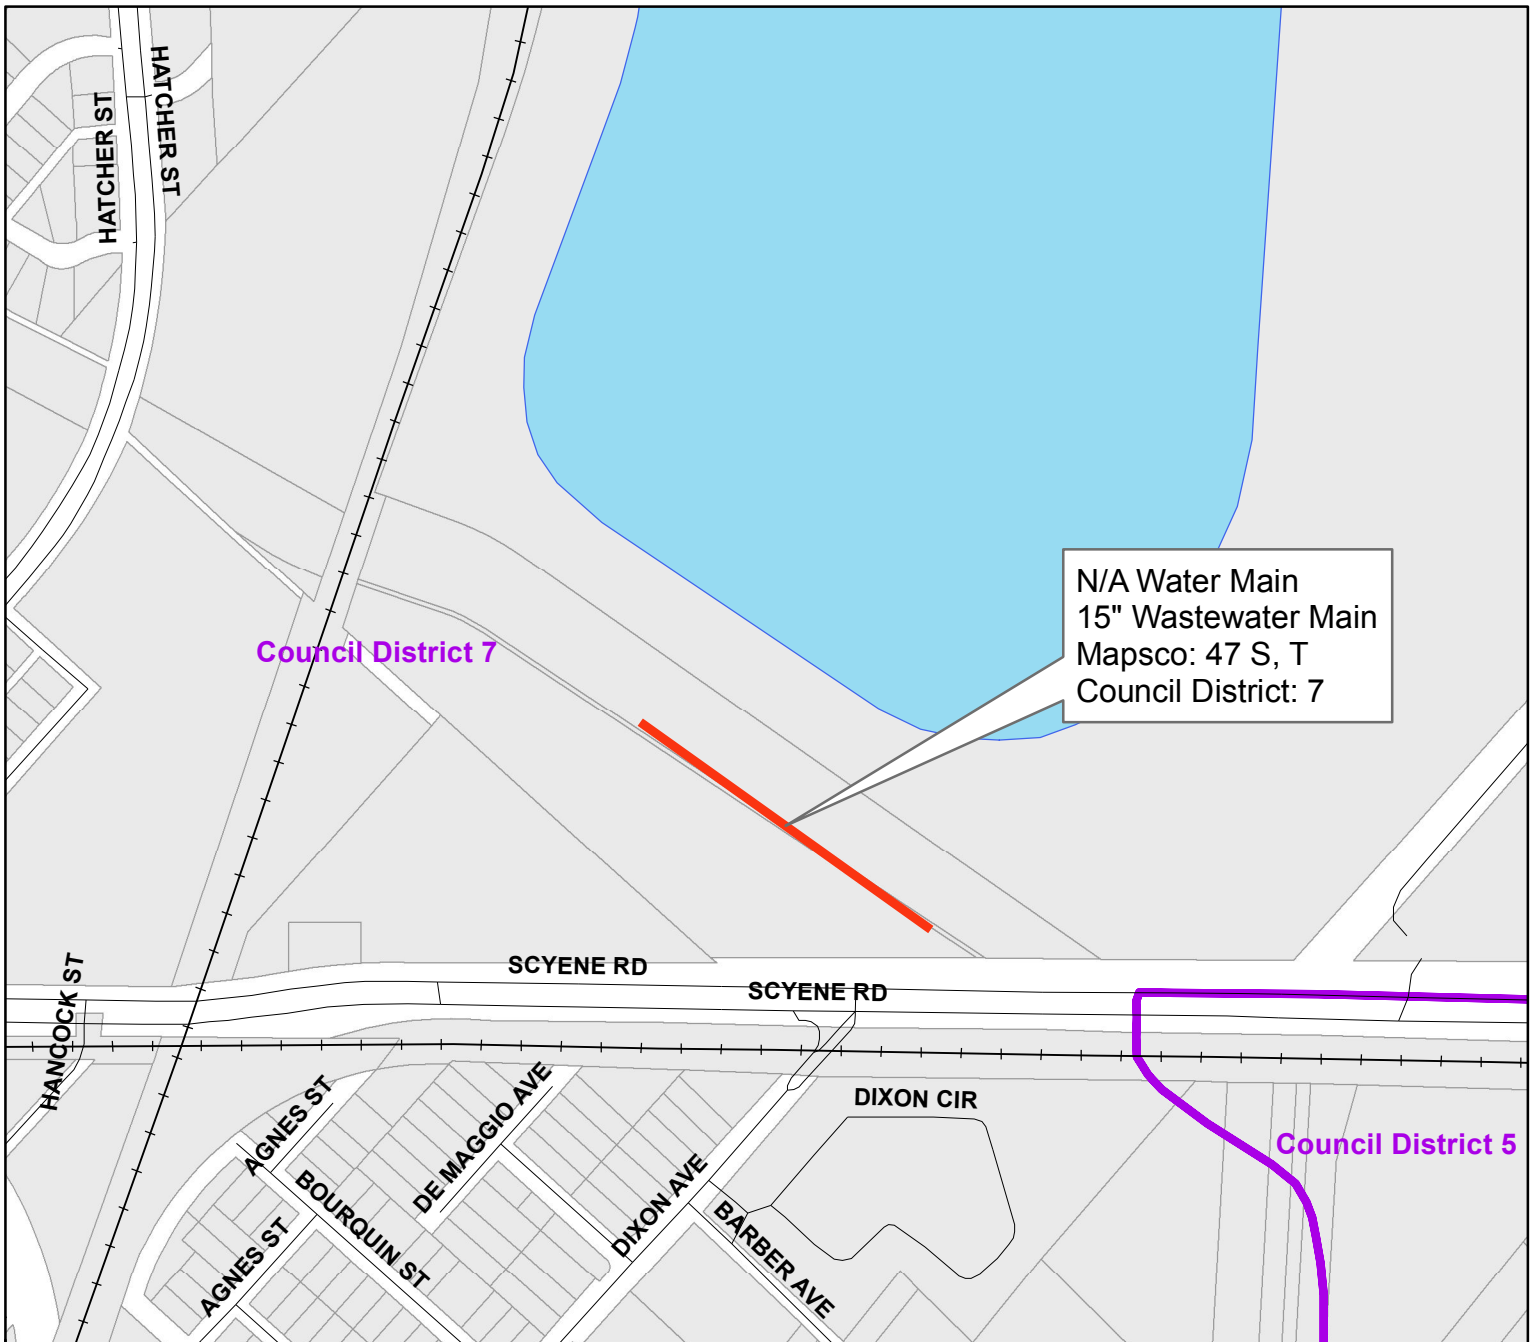 HATCHER ST
HATCHER ST
N/A Water Main
15" Wastewater Main
Mapsco: 47 S, T
Council District: 7
Council District 7
SCYENE RD
SCYENE RD
HANCOCK ST
AGNES ST
DE MAGGIO AVE
DIXON CIR
Council District 5
BOURQUIN ST
DIXON AVE
BARBER AVE
AGNES ST